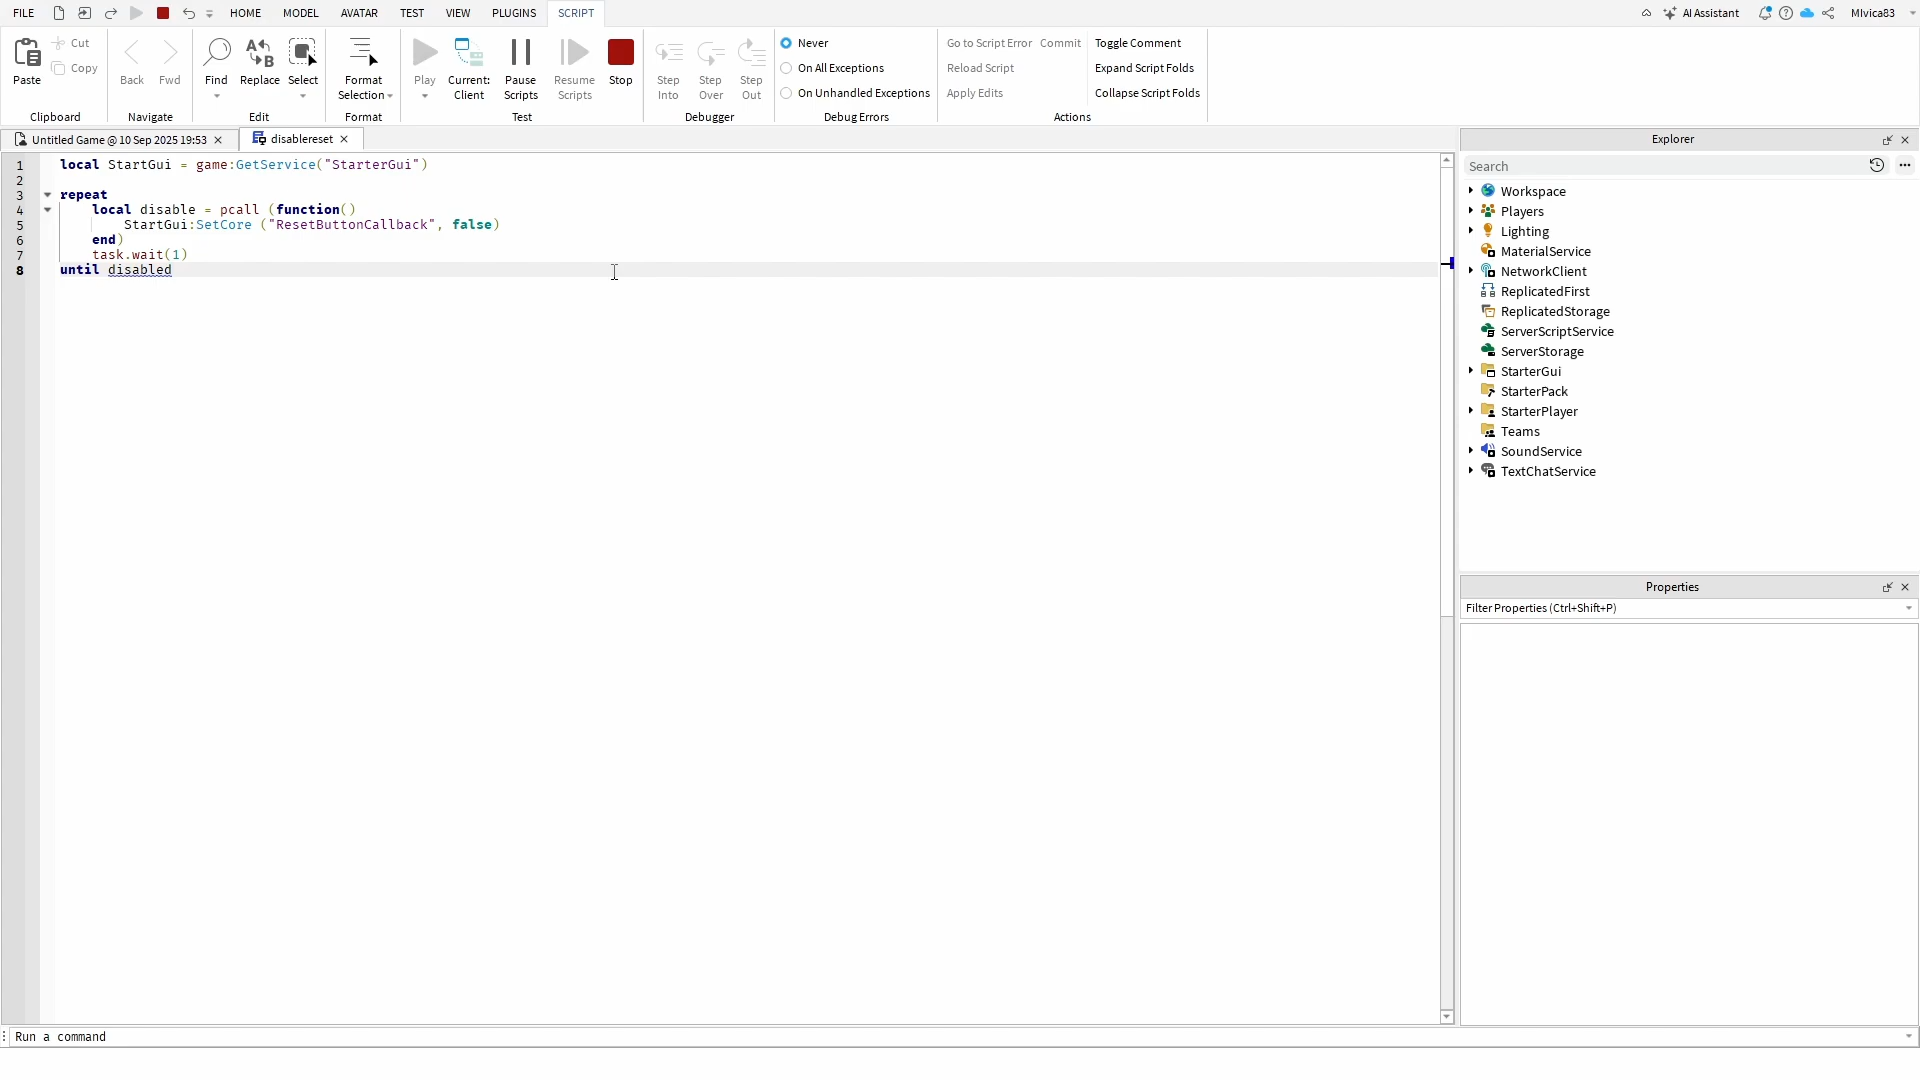 FILE HOME MODEL AVATAR TEST VIEW PLUGINS SCRIPT AI Assistant MIvica83
Paste Cut Copy Clipboard
Back Fwd Navigate
Find Replace Select Edit
Format Selection Format
Play Current: Client Pause Scripts Resume Scripts Stop Test
Step Into Step Over Step Out Debugger
Never
On All Exceptions
On Unhandled Exceptions
Debug Errors
Go to Script Error Commit Toggle Comment
Reload Script Expand Script Folds
Apply Edits Collapse Script Folds
Actions
Untitled Game @ 10 Sep 2025 19:53 disablereset
1 local StartGui = game:GetService("StarterGui")
2
3 repeat
4 local disable = pcall (function()
5 StartGui:SetCore ("ResetButtonCallback", false)
6 end)
7 task.wait(1)
8 until disabled
Explorer
Search
Workspace
Players
Lighting
MaterialService
NetworkClient
ReplicatedFirst
ReplicatedStorage
ServerScriptService
ServerStorage
StarterGui
StarterPack
StarterPlayer
Teams
SoundService
TextChatService
Properties
Filter Properties (Ctrl+Shift+P)
Run a command